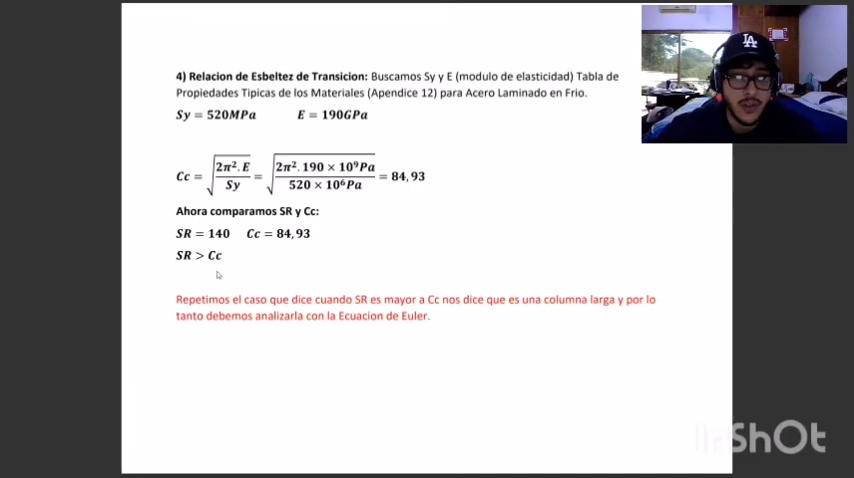 4) Relacion de Esbeltez de Transicion: Buscamos Sy y E (modulo de elasticidad) Tabla de
Propiedades Tipicas de los Materiales (Apendice 12) para Acero Laminado en Frio.
Sy = 520MPa E = 190GPa
Cc = √(2π².E / Sy) = √(2π².190 × 10⁹Pa / 520 × 10⁶Pa) = 84,93
Ahora comparamos SR y Cc:
SR = 140 Cc = 84,93
SR > Cc
Repetimos el caso que dice cuando SR es mayor a Cc nos dice que es una columna larga y por lo
tanto debemos analizarla con la Ecuacion de Euler.
LA
InShOt